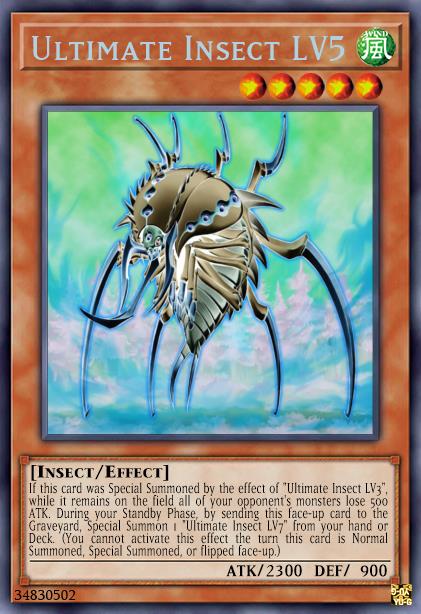 ULTIMATE INSECT LV5
WIND
風
[INSECT/EFFECT]
If this card was Special Summoned by the effect of "Ultimate Insect LV3",
while it remains on the field all of your opponent's monsters lose 500
ATK. During your Standby Phase, by sending this face-up card to the
Graveyard, Special Summon 1 "Ultimate Insect LV7" from your hand or
Deck. (You cannot activate this effect the turn this card is Normal
Summoned, Special Summoned, or flipped face-up.)
ATK/2300 DEF/ 900
34830502